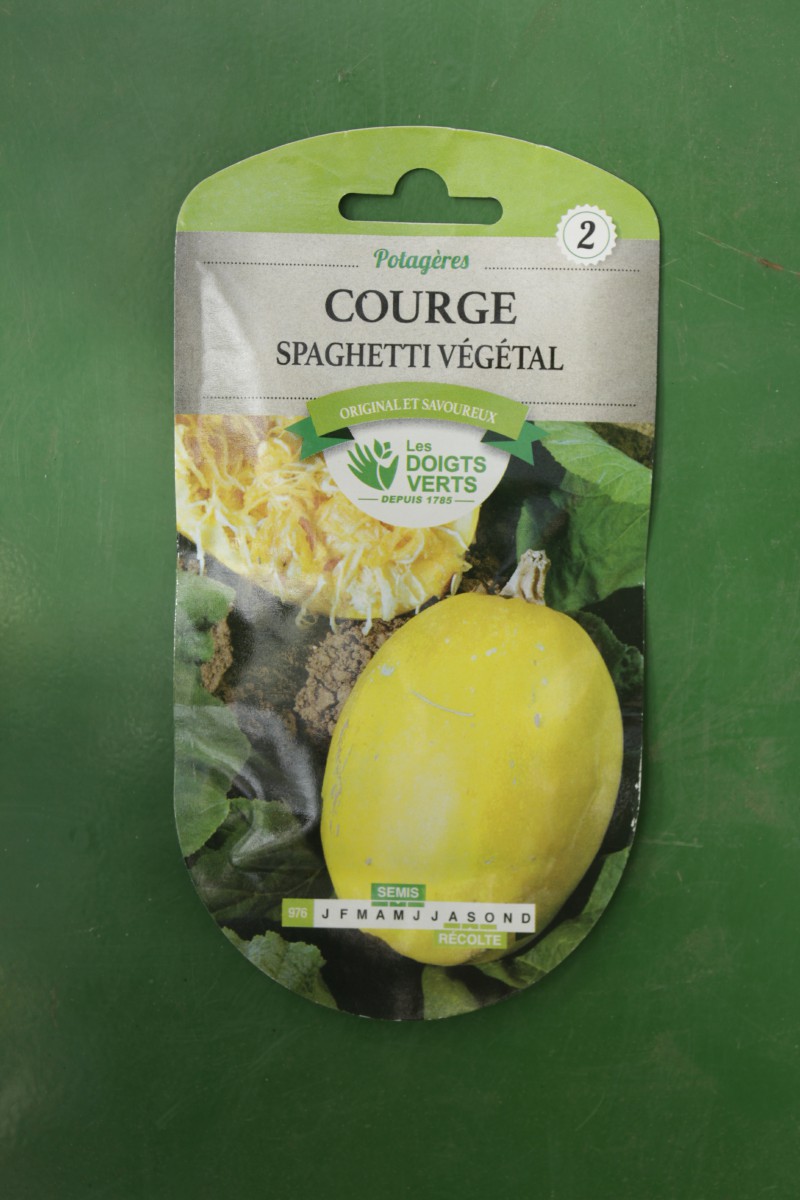 2
Potagères
COURGE
SPAGHETTI VÉGÉTAL
ORIGINAL ET SAVOUREUX
Les
DOIGTS
VERTS
DEPUIS 1785
SEMIS
976 J F M A M J J A S O N D
RÉCOLTE